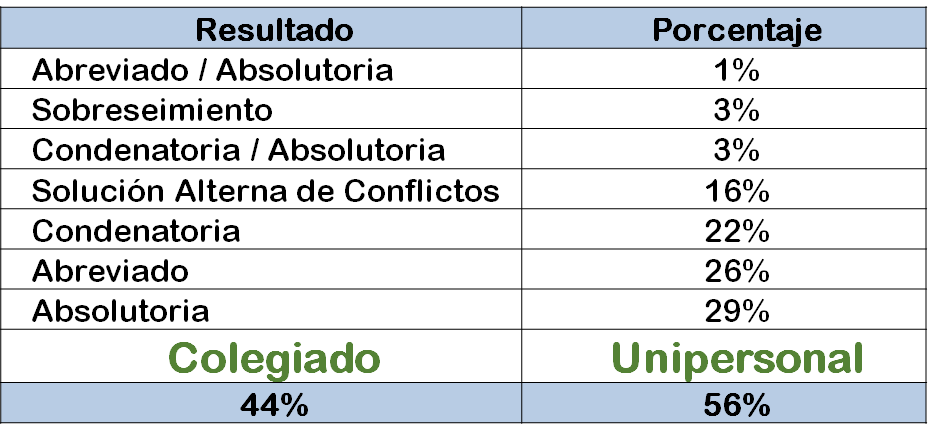 Resultado Porcentaje
Abreviado / Absolutoria 1%
Sobreseimiento 3%
Condenatoria / Absolutoria 3%
Solución Alterna de Conflictos 16%
Condenatoria 22%
Abreviado 26%
Absolutoria 29%
Colegiado Unipersonal
44% 56%